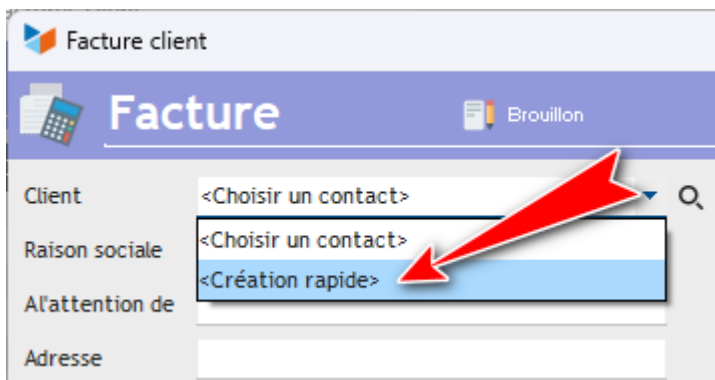 Facture client
Facture
Brouillon
Client <Choisir un contact>
<Choisir un contact>
Raison sociale
<Création rapide>
Al'attention de
Adresse